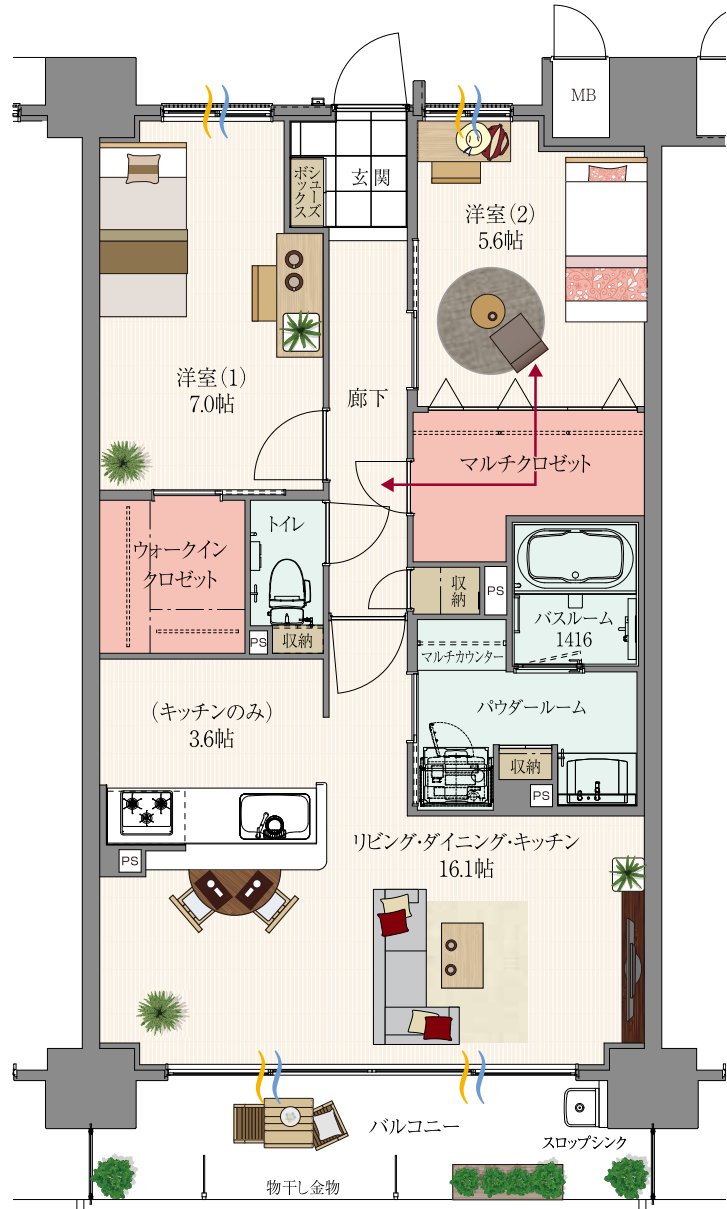 MB
シューズ
ボックス
玄関
洋室(2)
5.6帖
洋室(1)
7.0帖
廊下
マルチクロゼット
トイレ
ウォークイン
クロゼット
収納
PS
バスルーム
1416
PS
収納
マルチカウンター
(キッチンのみ)
3.6帖
パウダールーム
収納
PS
リビング・ダイニング・キッチン
16.1帖
PS
バルコニー
スロップシンク
物干し金物